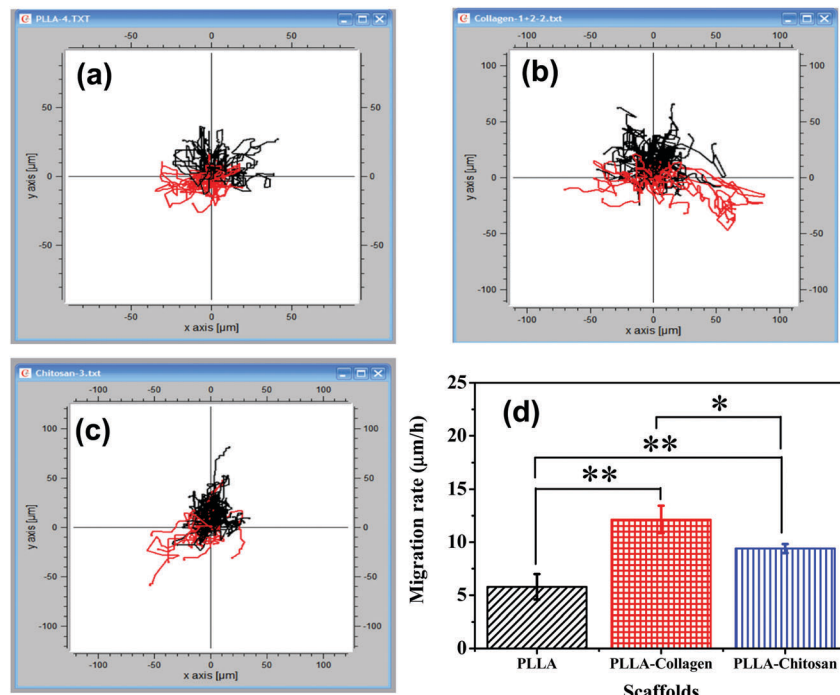 PLLA-4.TXT
-50 0 50
(a)
50
50
0
0
-50
-50
y axis [µm]
-50 0 50
x axis [µm]
Collagen-1+2-2.txt
-100 -50 0 50 100
(b)
100
100
50
50
0
0
-50
-50
-100
-100
y axis [µm]
-100 -50 0 50 100
x axis [µm]
Chitosan-3.txt
-100 -50 0 50 100
(c)
100
100
50
50
0
0
-50
-50
-100
-100
y axis [µm]
-100 -50 0 50 100
x axis [µm]
(d)
25
20
15
10
5
0
Migration rate (µm/h)
*
**
**
PLLA PLLA-Collagen PLLA-Chitosan
Scaffolds